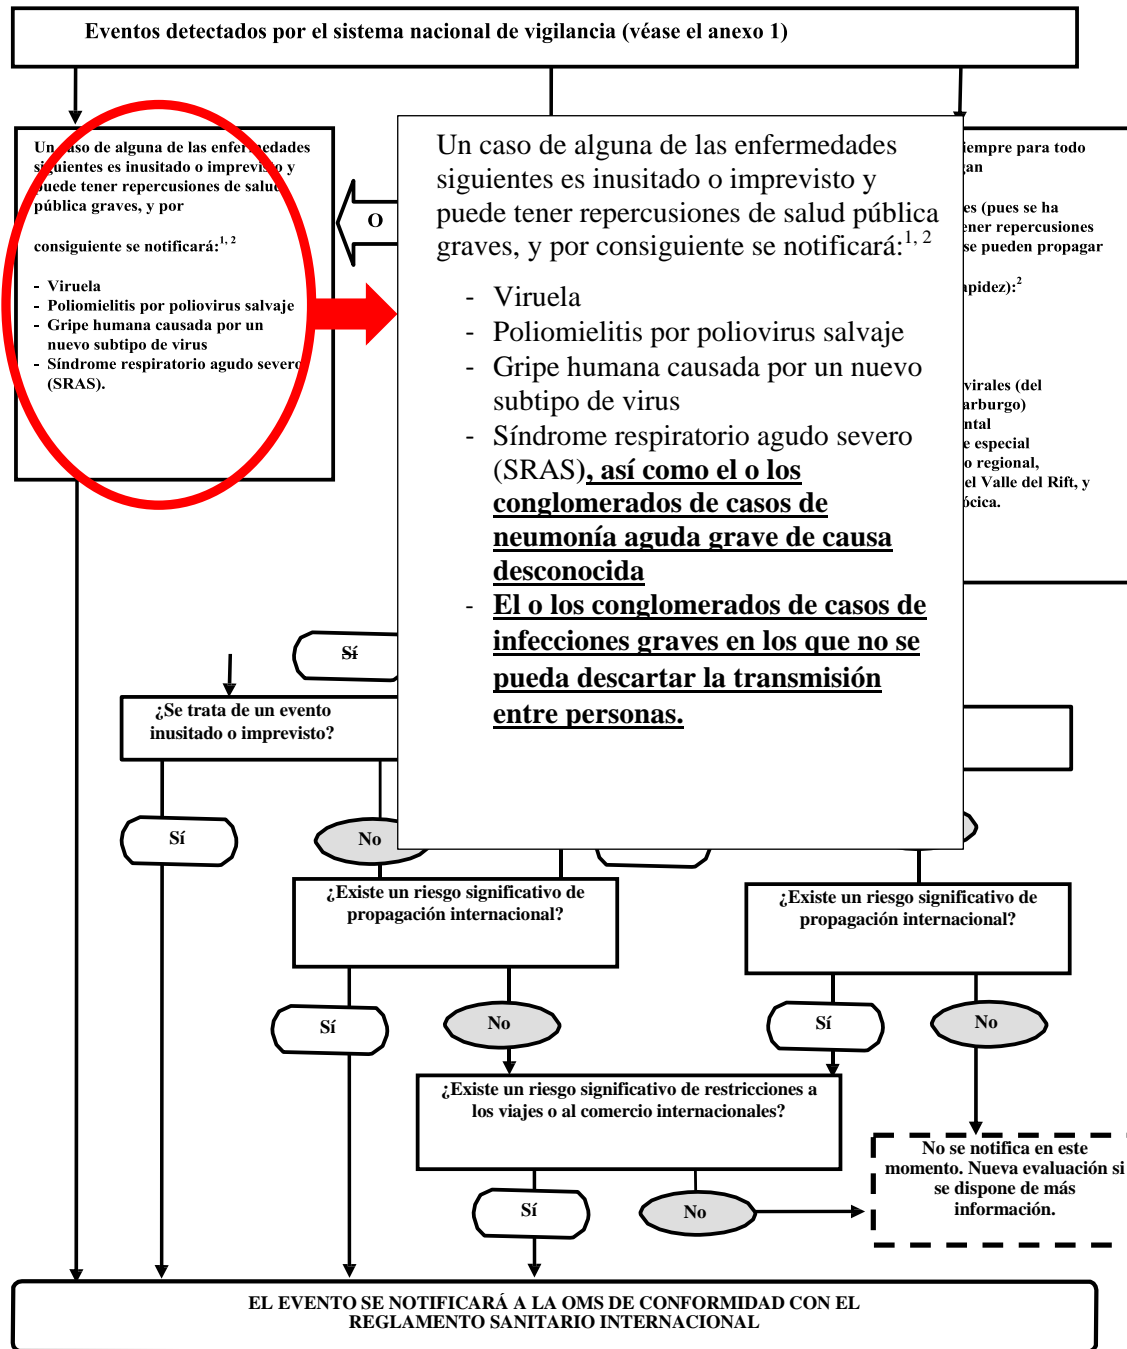 Eventos detectados por el sistema nacional de vigilancia (véase el anexo 1)
Un caso de alguna de las enfermedades
siguientes es inusitado o imprevisto y
puede tener repercusiones de salud
pública graves, y por
consiguiente se notificará:1, 2
- Viruela
- Poliomielitis por poliovirus salvaje
- Gripe humana causada por un
nuevo subtipo de virus
- Síndrome respiratorio agudo severo
(SRAS).
O
Un caso de alguna de las enfermedades
siguientes es inusitado o imprevisto y
puede tener repercusiones de salud pública
graves, y por consiguiente se notificará:1, 2
- Viruela
- Poliomielitis por poliovirus salvaje
- Gripe humana causada por un nuevo
subtipo de virus
- Síndrome respiratorio agudo severo
(SRAS), así como el o los
conglomerados de casos de
neumonía aguda grave de causa
desconocida
- El o los conglomerados de casos de
infecciones graves en los que no se
pueda descartar la transmisión
entre personas.
siempre para todo
es (pues se ha
tener repercusiones
se pueden propagar
rapidez):2
virales (del
arburgo)
ntal
e especial
o regional,
el Valle del Rift, y
ócica.
Sí
¿Se trata de un evento
inusitado o imprevisto?
Sí
No
¿Existe un riesgo significativo de
propagación internacional?
¿Existe un riesgo significativo de
propagación internacional?
Sí
No
Sí
No
¿Existe un riesgo significativo de restricciones a
los viajes o al comercio internacionales?
No se notifica en este
momento. Nueva evaluación si
se dispone de más
información.
Sí
No
EL EVENTO SE NOTIFICARÁ A LA OMS DE CONFORMIDAD CON EL
REGLAMENTO SANITARIO INTERNACIONAL